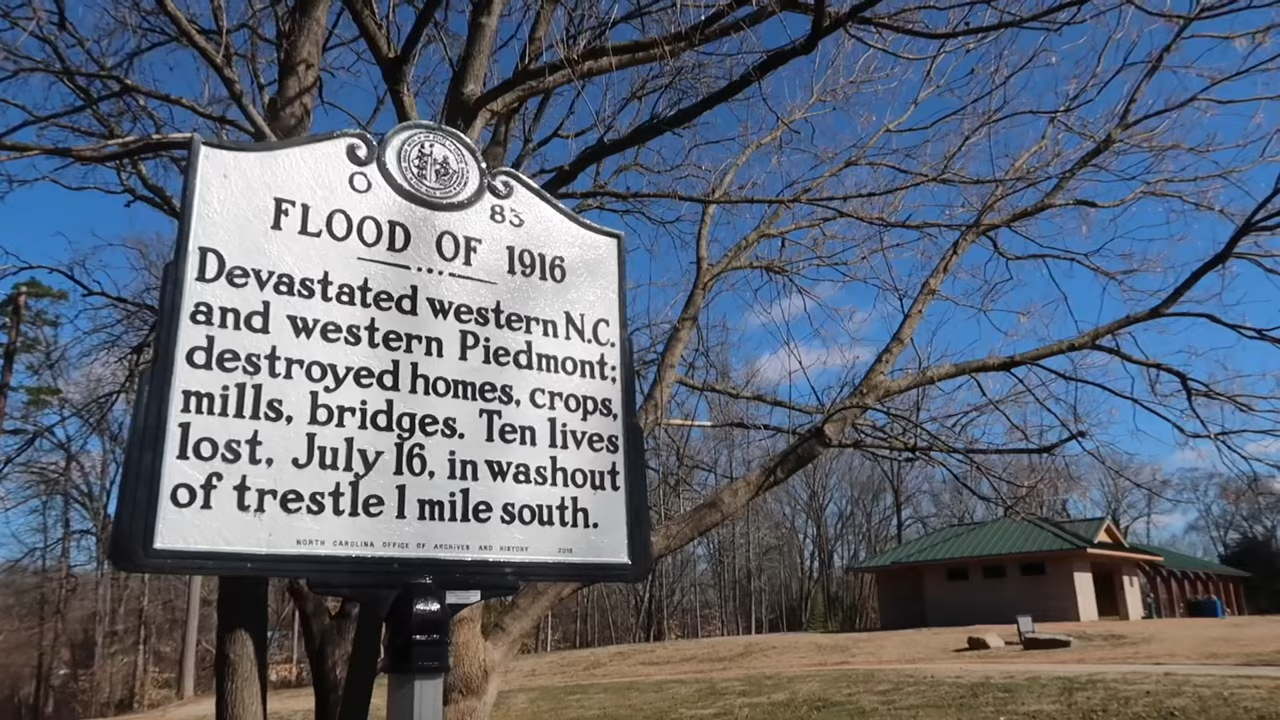 O 83
FLOOD OF 1916
Devastated western N.C.
and western Piedmont;
destroyed homes, crops,
mills, bridges. Ten lives
lost, July 16, in washout
of trestle 1 mile south.
NORTH CAROLINA OFFICE OF ARCHIVES AND HISTORY 2016